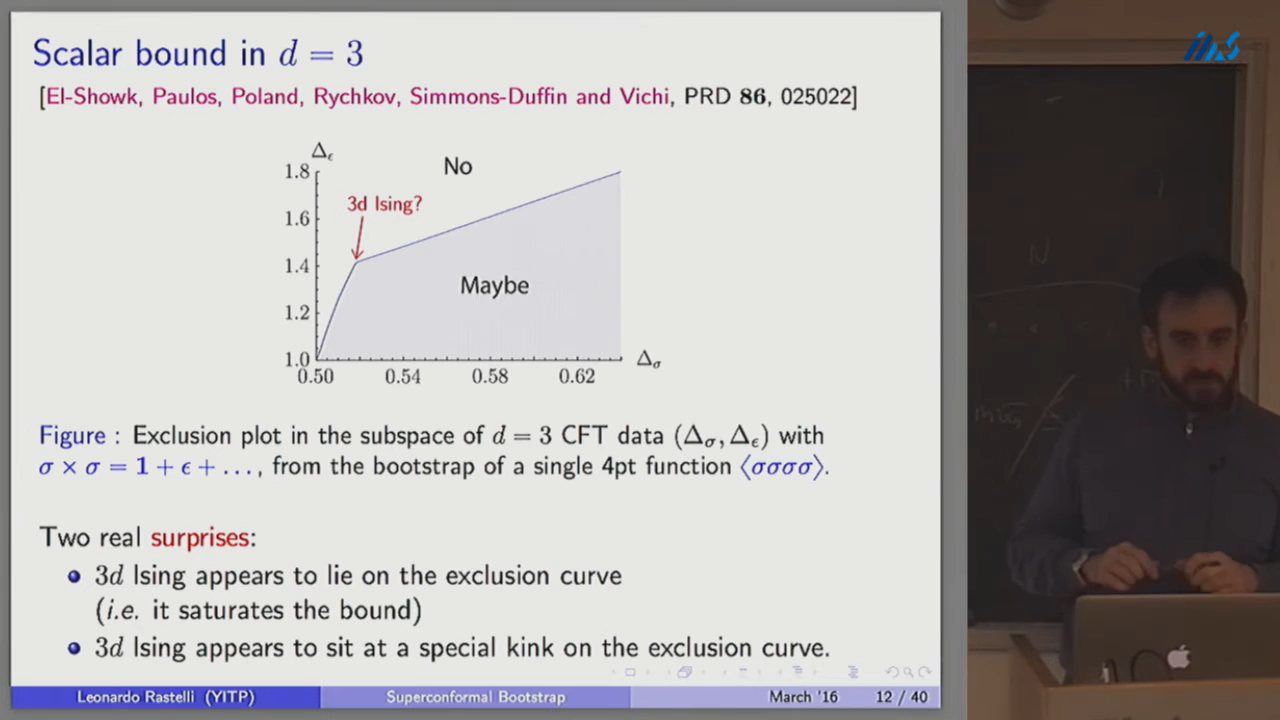 Scalar bound in d = 3
[El-Showk, Paulos, Poland, Rychkov, Simmons-Duffin and Vichi, PRD 86, 025022]
Δϵ
No
1.8
3d Ising?
1.6
1.4
Maybe
1.2
1.0
Δσ
0.50 0.54 0.58 0.62
Figure : Exclusion plot in the subspace of d = 3 CFT data (Δσ, Δϵ) with
σ × σ = 1 + ϵ + . . . , from the bootstrap of a single 4pt function ⟨σσσσ⟩.
Two real surprises:
3d Ising appears to lie on the exclusion curve
(i.e. it saturates the bound)
3d Ising appears to sit at a special kink on the exclusion curve.
Leonardo Rastelli (YITP) Superconformal Bootstrap March '16 12 / 40
N